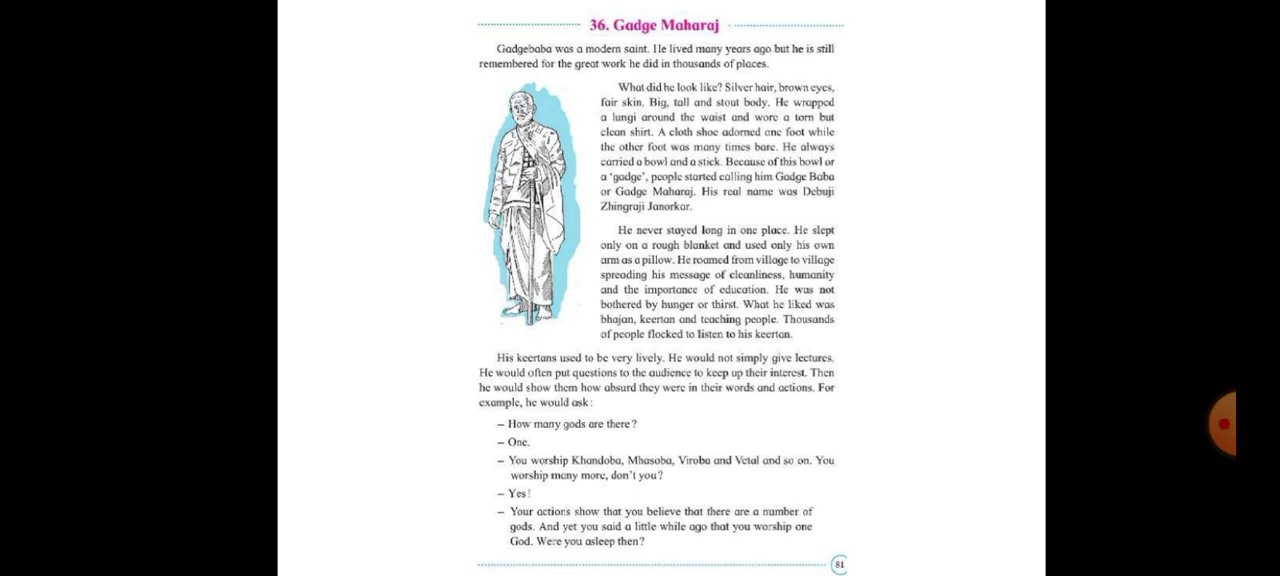 36. Gadge Maharaj
Gadgebaba was a modern saint. He lived many years ago but he is still
remembered for the great work he did in thousands of places.
What did he look like? Silver hair, brown eyes,
fair skin. Big, tall and stout body. He wrapped
a lungi around the waist and wore a torn but
clean shirt. A cloth shoe adorned one foot while
the other foot was many times bare. He always
carried a bowl and a stick. Because of this bowl or
a ‘gadge’, people started calling him Gadge Baba
or Gadge Maharaj. His real name was Debuji
Zhingraji Janorkar.
He never stayed long in one place. He slept
only on a rough blanket and used only his own
arm as a pillow. He roamed from village to village
spreading his message of cleanliness, humanity
and the importance of education. He was not
bothered by hunger or thirst. What he liked was
bhajan, keertan and teaching people. Thousands
of people flocked to listen to his keertan.
His keertans used to be very lively. He would not simply give lectures.
He would often put questions to the audience to keep up their interest. Then
he would show them how absurd they were in their words and actions. For
example, he would ask :
– How many gods are there?
– One.
– You worship Khandoba, Mhasoba, Viroba and Vetal and so on. You
worship many more, don’t you?
– Yes!
– Your actions show that you believe that there are a number of
gods. And yet you said a little while ago that you worship one
God. Were you asleep then?
81